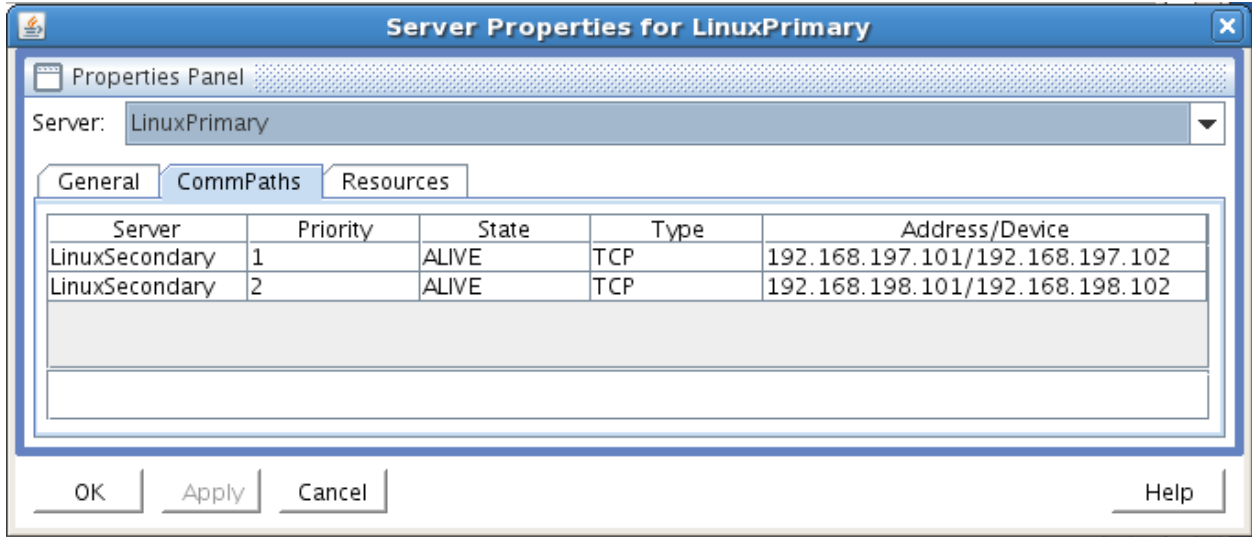 Server Properties for LinuxPrimary
Properties Panel
Server: LinuxPrimary
General CommPaths Resources
Server Priority State Type Address/Device
LinuxSecondary 1 ALIVE TCP 192.168.197.101/192.168.197.102
LinuxSecondary 2 ALIVE TCP 192.168.198.101/192.168.198.102
OK Apply Cancel Help